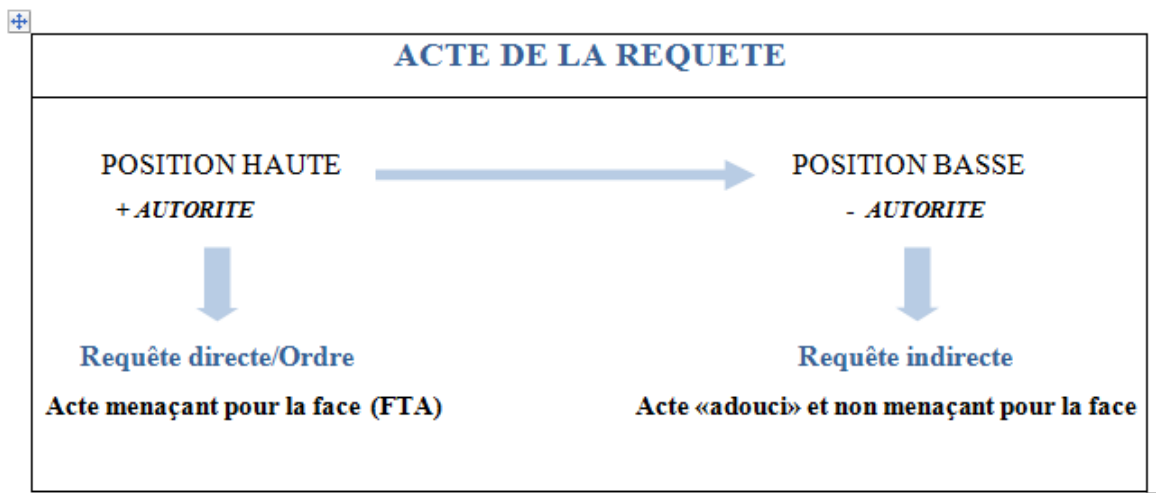 ACTE DE LA REQUETE
POSITION HAUTE
POSITION BASSE
+ AUTORITE
- AUTORITE
Requête directe/Ordre
Requête indirecte
Acte menaçant pour la face (FTA)
Acte «adouci» et non menaçant pour la face